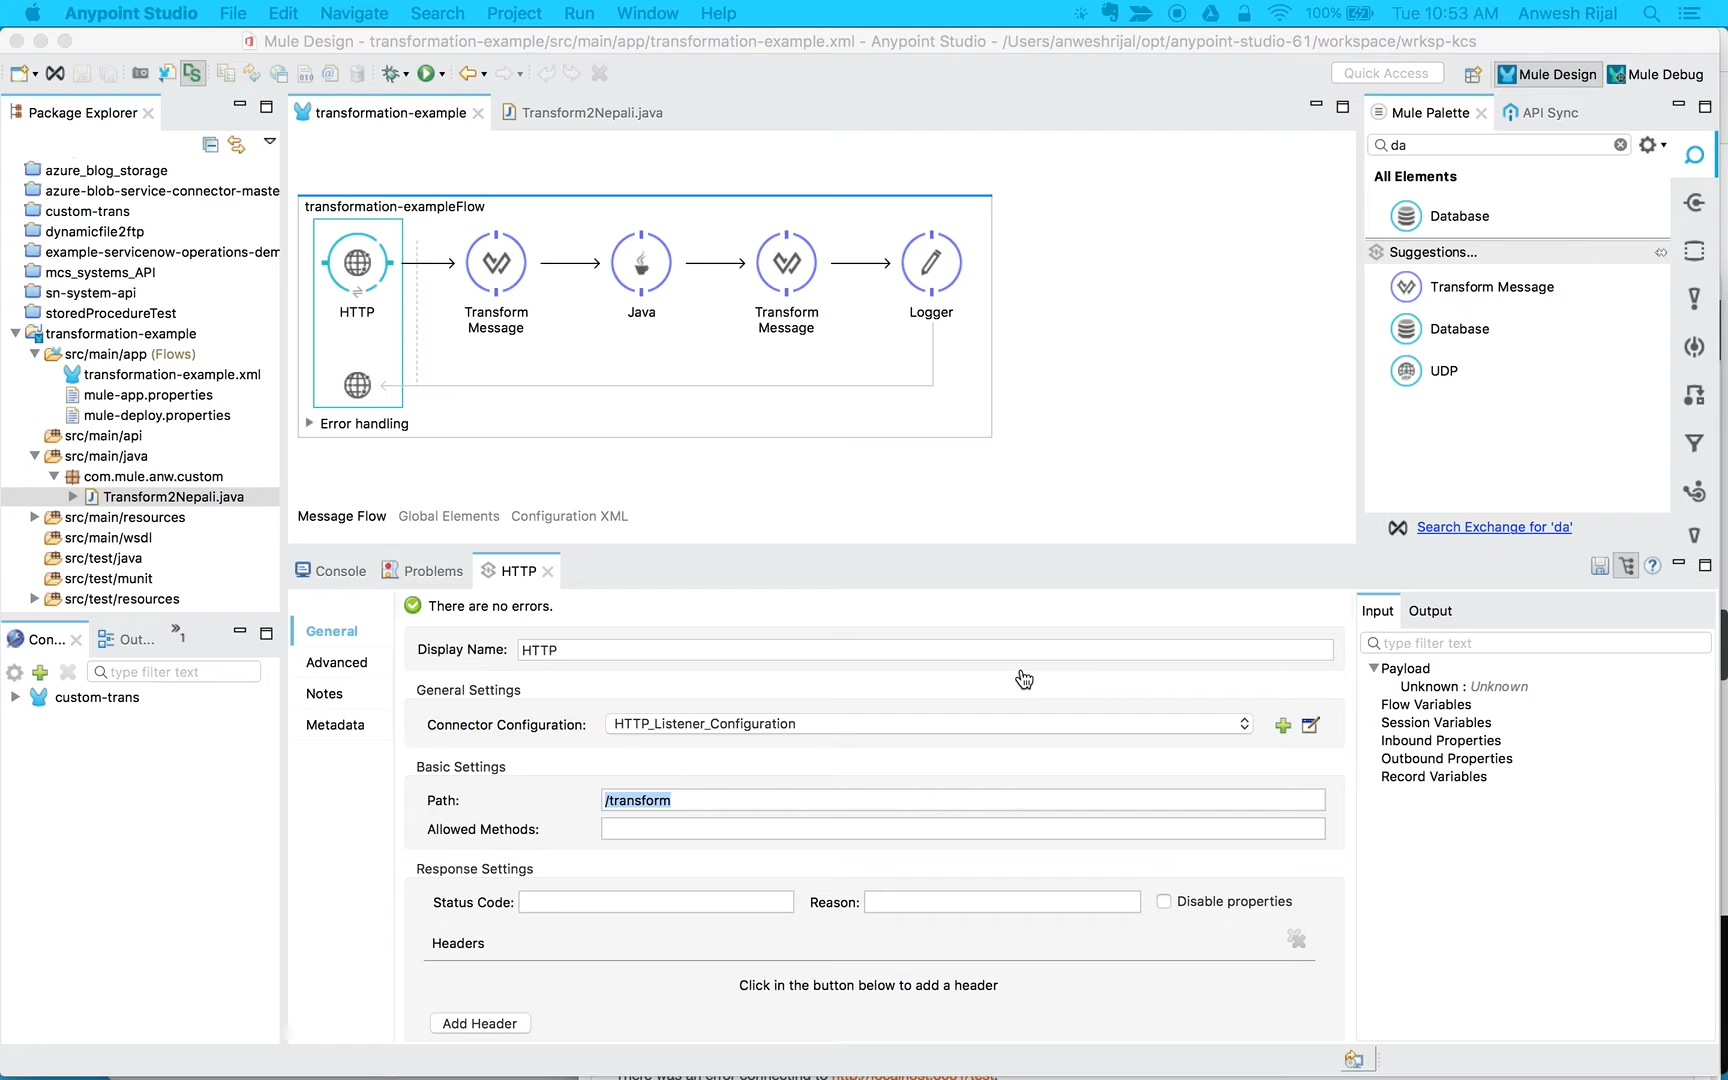 Anypoint Studio File Edit Navigate Search Project Run Window Help 100% Tue 10:53 AM Anwesh Rijal
Mule Design - transformation-example/src/main/app/transformation-example.xml - Anypoint Studio - /Users/anweshrijal/opt/anypoint-studio-61/workspace/wrksp-kcs
Quick Access Mule Design Mule Debug
Package Explorer
azure_blog_storage
azure-blob-service-connector-maste
custom-trans
dynamicfile2ftp
example-servicenow-operations-dem
mcs_systems_API
sn-system-api
storedProcedureTest
transformation-example
src/main/app (Flows)
transformation-example.xml
mule-app.properties
mule-deploy.properties
src/main/api
src/main/java
com.mule.anw.custom
Transform2Nepali.java
src/main/resources
src/main/wsdl
src/test/java
src/test/munit
src/test/resources
Con... Out... 1
type filter text
custom-trans
transformation-example Transform2Nepali.java
transformation-exampleFlow
HTTP
Transform
Message
Java
Transform
Message
Logger
Error handling
Message Flow Global Elements Configuration XML
Console Problems HTTP
General
Advanced
Notes
Metadata
There are no errors.
Display Name: HTTP
General Settings
Connector Configuration: HTTP_Listener_Configuration
Basic Settings
Path: /transform
Allowed Methods:
Response Settings
Status Code: Reason: Disable properties
Headers
Click in the button below to add a header
Add Header
Mule Palette API Sync
da
All Elements
Database
Suggestions...
Transform Message
Database
UDP
Search Exchange for 'da'
Input Output
type filter text
Payload
Unknown : Unknown
Flow Variables
Session Variables
Inbound Properties
Outbound Properties
Record Variables